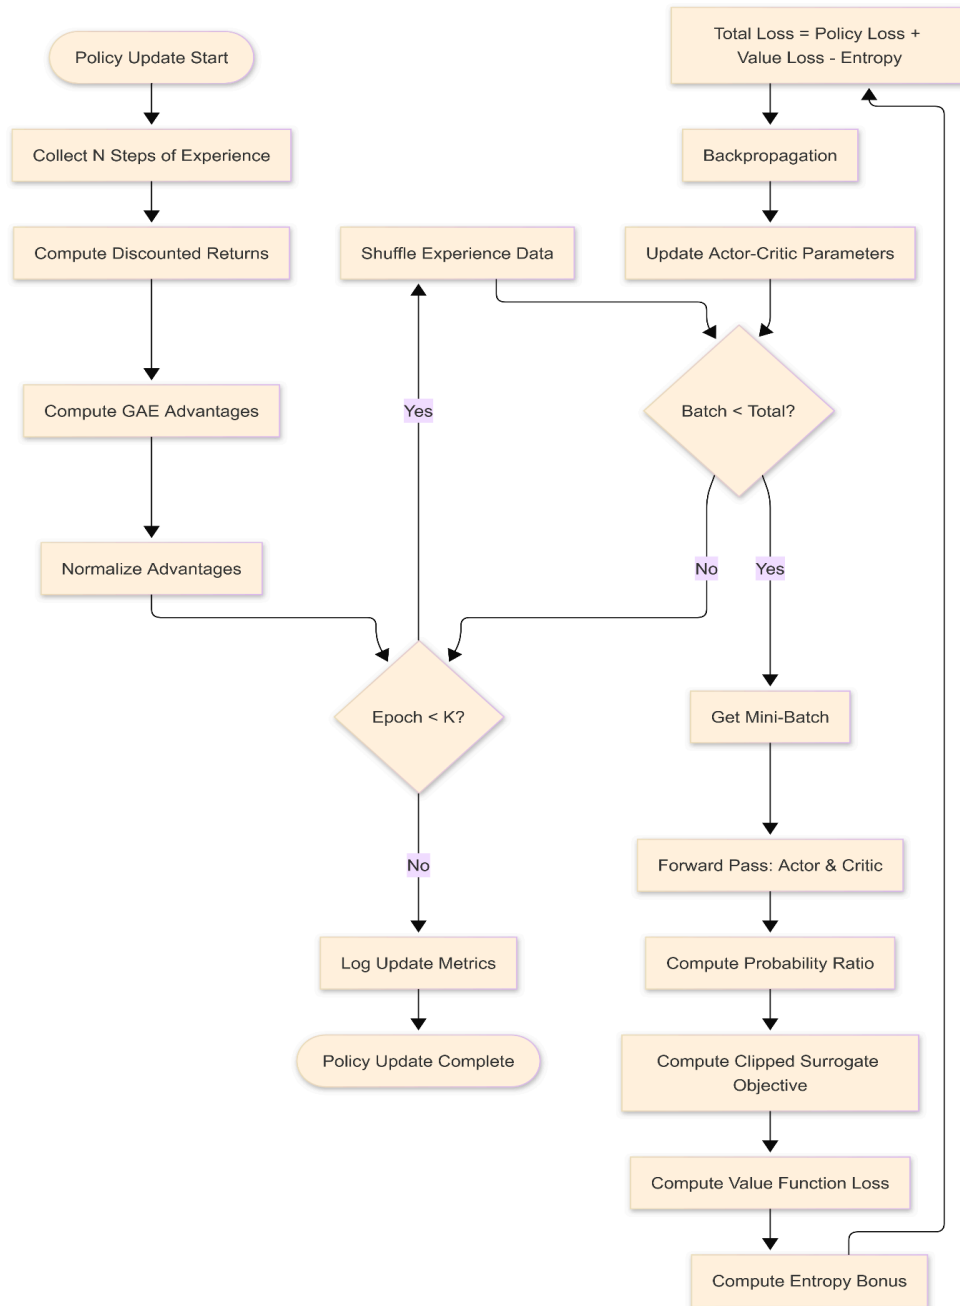 Policy Update Start
Collect N Steps of Experience
Compute Discounted Returns
Compute GAE Advantages
Normalize Advantages
Epoch < K?
Yes
Shuffle Experience Data
No
Log Update Metrics
Policy Update Complete
Total Loss = Policy Loss +
Value Loss - Entropy
Backpropagation
Update Actor-Critic Parameters
Batch < Total?
No
Yes
Get Mini-Batch
Forward Pass: Actor & Critic
Compute Probability Ratio
Compute Clipped Surrogate
Objective
Compute Value Function Loss
Compute Entropy Bonus